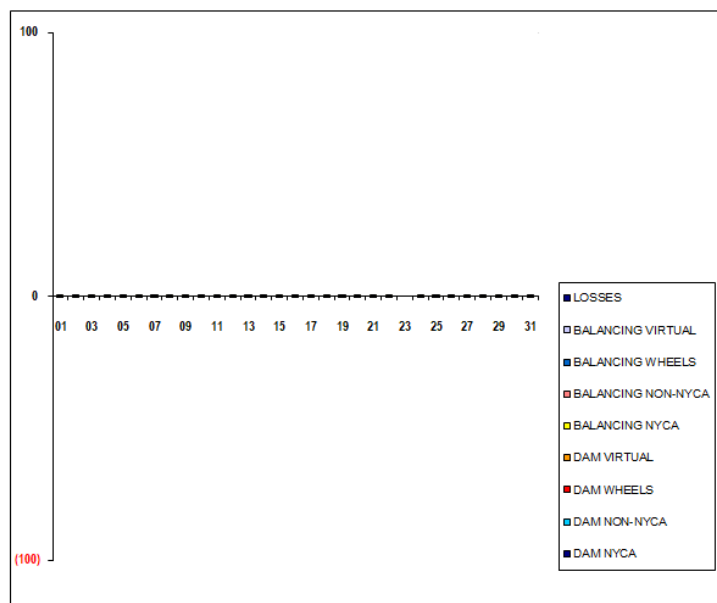 100
0
01 03 05 07 09 11 13 15 17 19 21 23 25 27 29 31
(100)
LOSSES
BALANCING VIRTUAL
BALANCING WHEELS
BALANCING NON-NYCA
BALANCING NYCA
DAM VIRTUAL
DAM WHEELS
DAM NON-NYCA
DAM NYCA